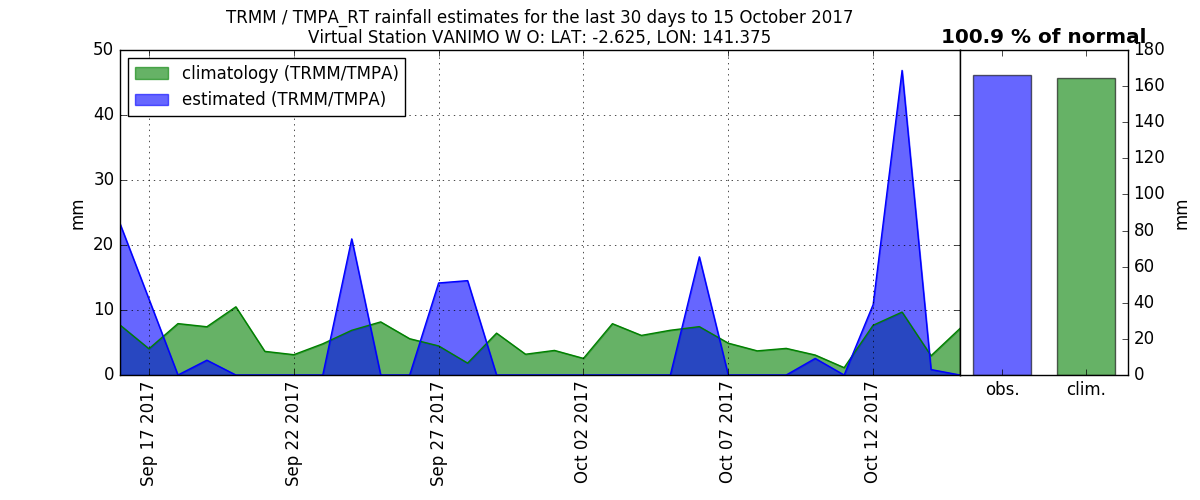 TRMM / TMPA_RT rainfall estimates for the last 30 days to 15 October 2017
Virtual Station VANIMO W O: LAT: -2.625, LON: 141.375
100.9 % of normal
climatology (TRMM/TMPA)
estimated (TRMM/TMPA)
50
40
30
20
10
0
mm
Sep 17 2017
Sep 22 2017
Sep 27 2017
Oct 02 2017
Oct 07 2017
Oct 12 2017
obs.
clim.
180
160
140
120
100
80
60
40
20
0
mm